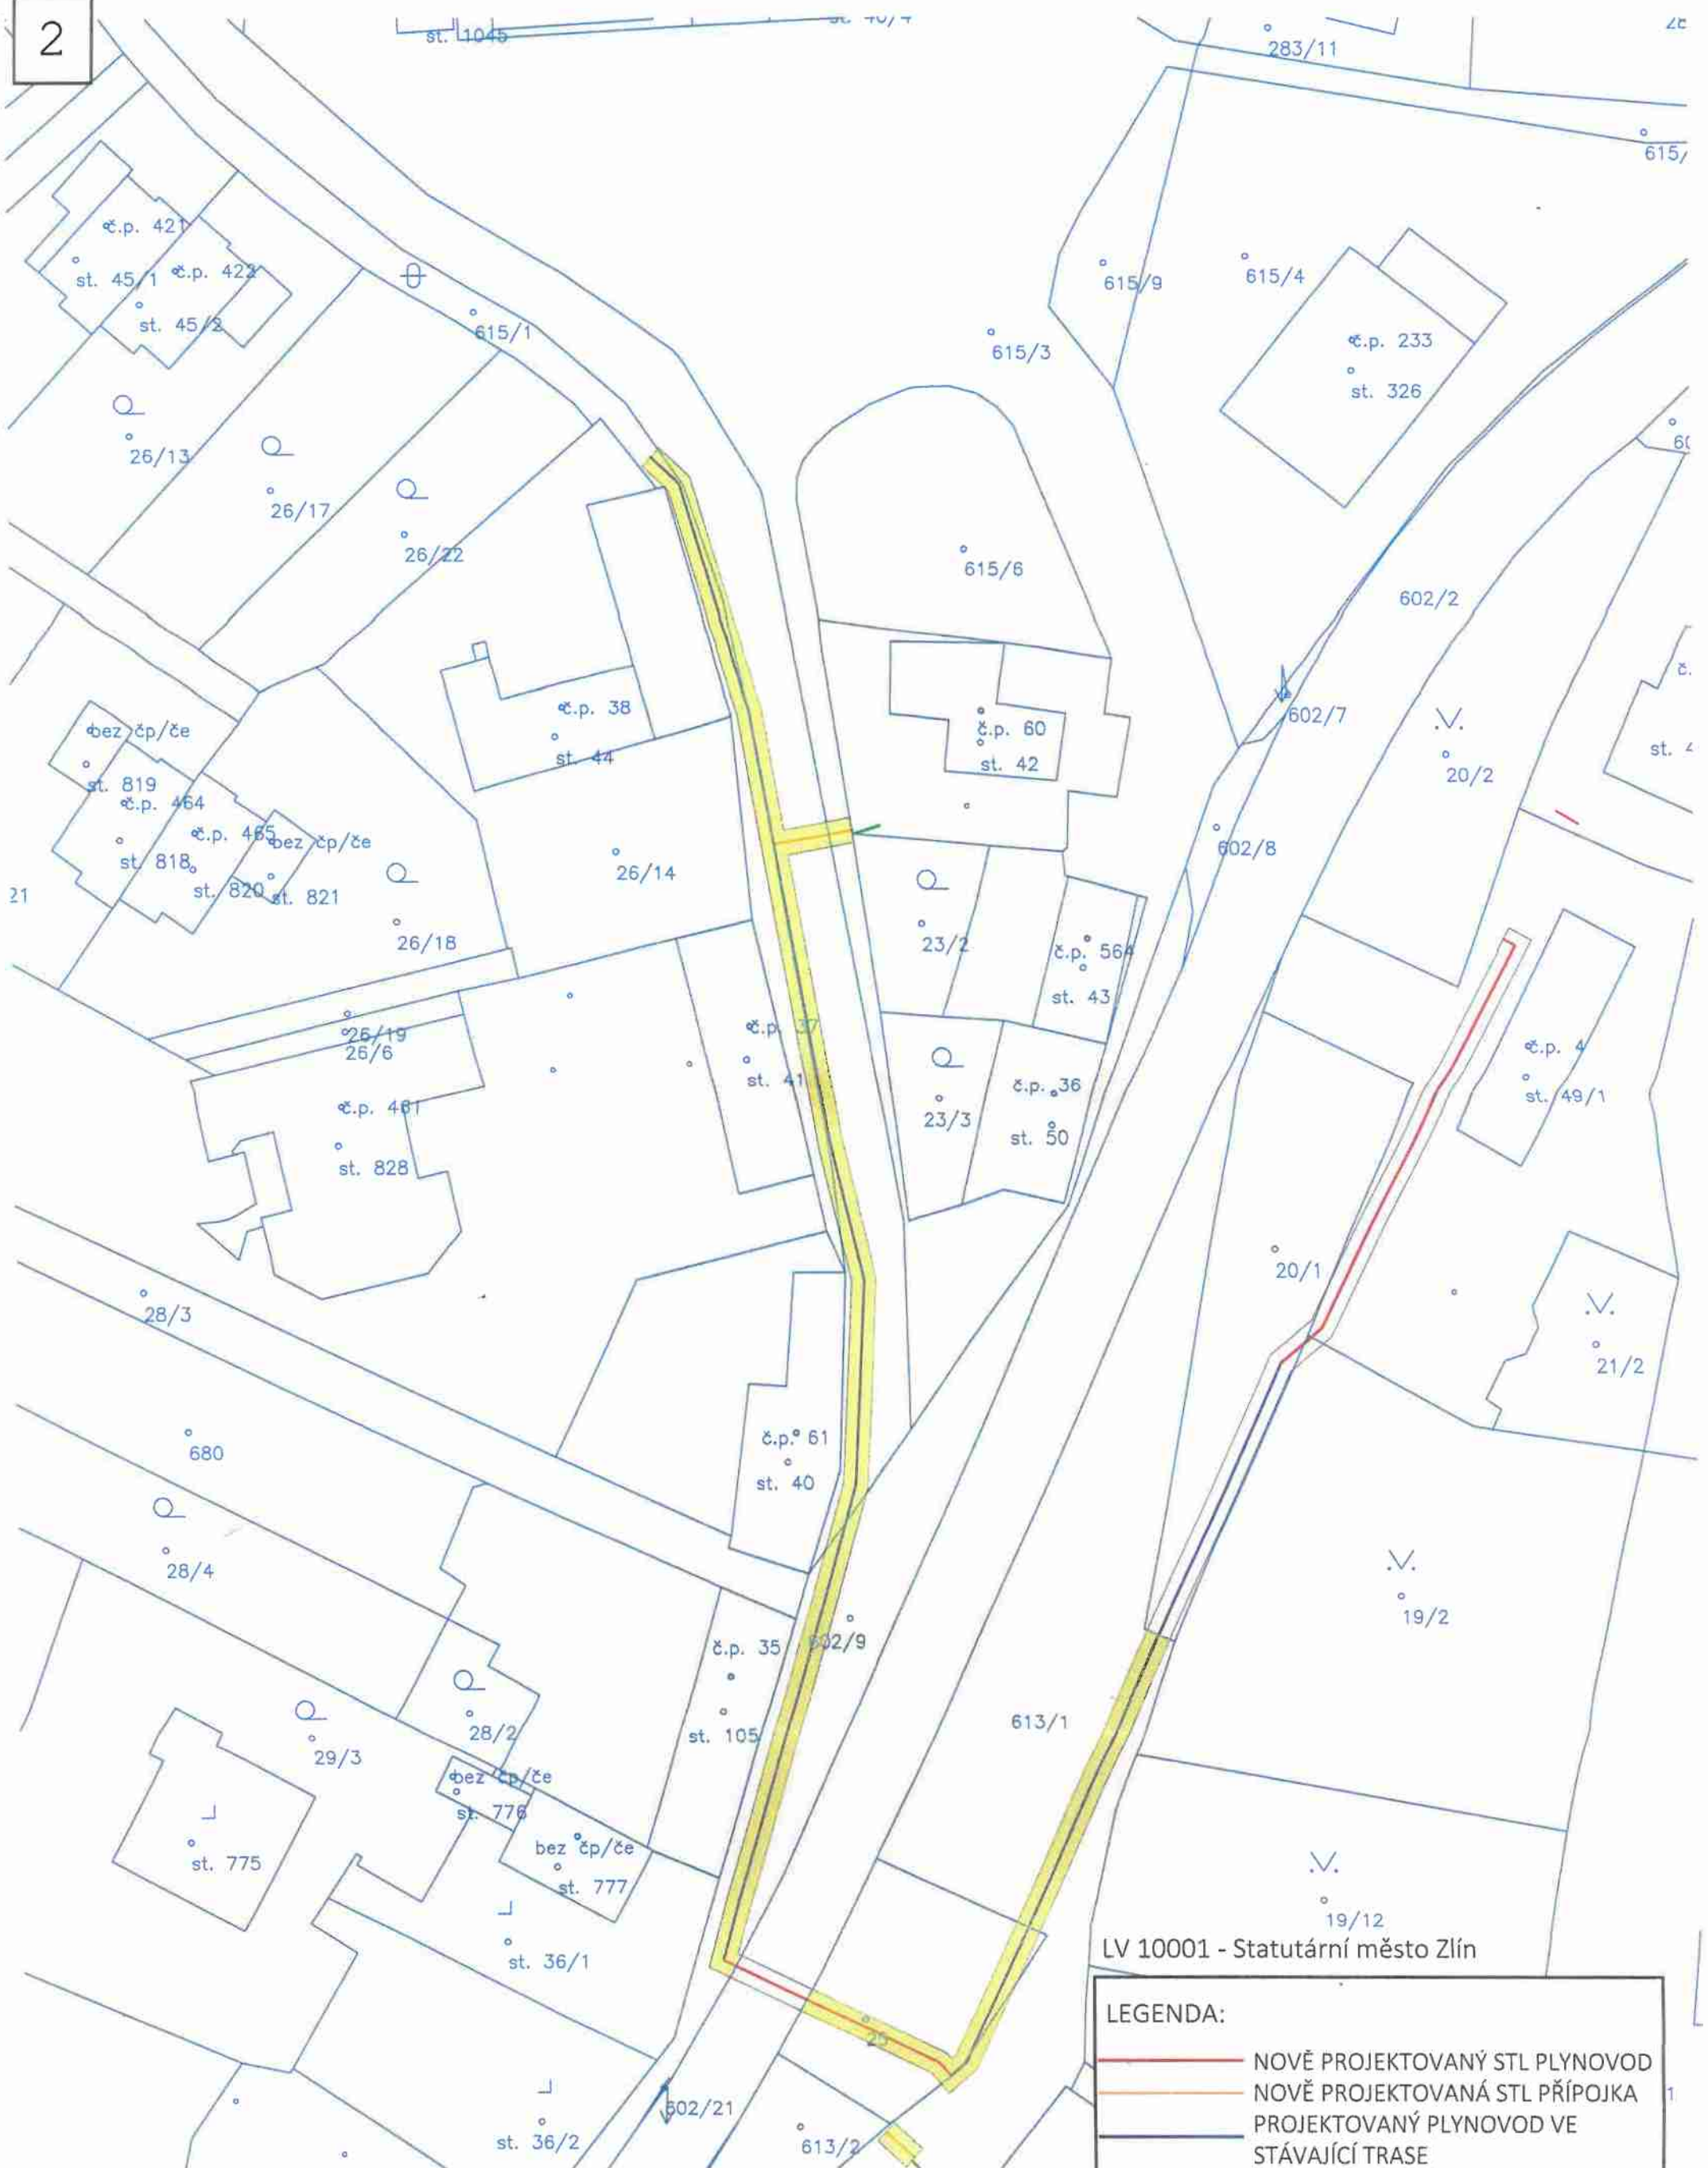 2
st. 1045
283/11
č.p. 421
st. 45/1
č.p. 422
st. 45/2
615/1
615/9
615/4
615/3
č.p. 233
st. 326
26/13
26/17
26/22
615/6
602/2
č.p. 38
st. 44
č.p. 60
st. 42
602/7
20/2
bez čp/če
st. 819
č.p. 464
st. 818
č.p. 465
st. 820
bez čp/če
st. 821
26/14
602/8
21
26/18
23/2
č.p. 564
st. 43
26/19
26/6
č.p. 37
st. 41
č.p. 4
st. 49/1
č.p. 461
st. 828
23/3
č.p. 36
st. 50
20/1
28/3
21/2
680
č.p. 61
st. 40
28/4
19/2
č.p. 35
602/9
st. 105
613/1
28/2
29/3
bez čp/če
st. 776
bez čp/če
st. 777
st. 775
19/12
LV 10001 - Statutární město Zlín
st. 36/1
25
LEGENDA:
NOVĚ PROJEKTOVANÝ STL PLYNOVOD
NOVĚ PROJEKTOVANÁ STL PŘÍPOJKA
PROJEKTOVANÝ PLYNOVOD VE
STÁVAJÍCÍ TRASE
602/21
st. 36/2
613/2